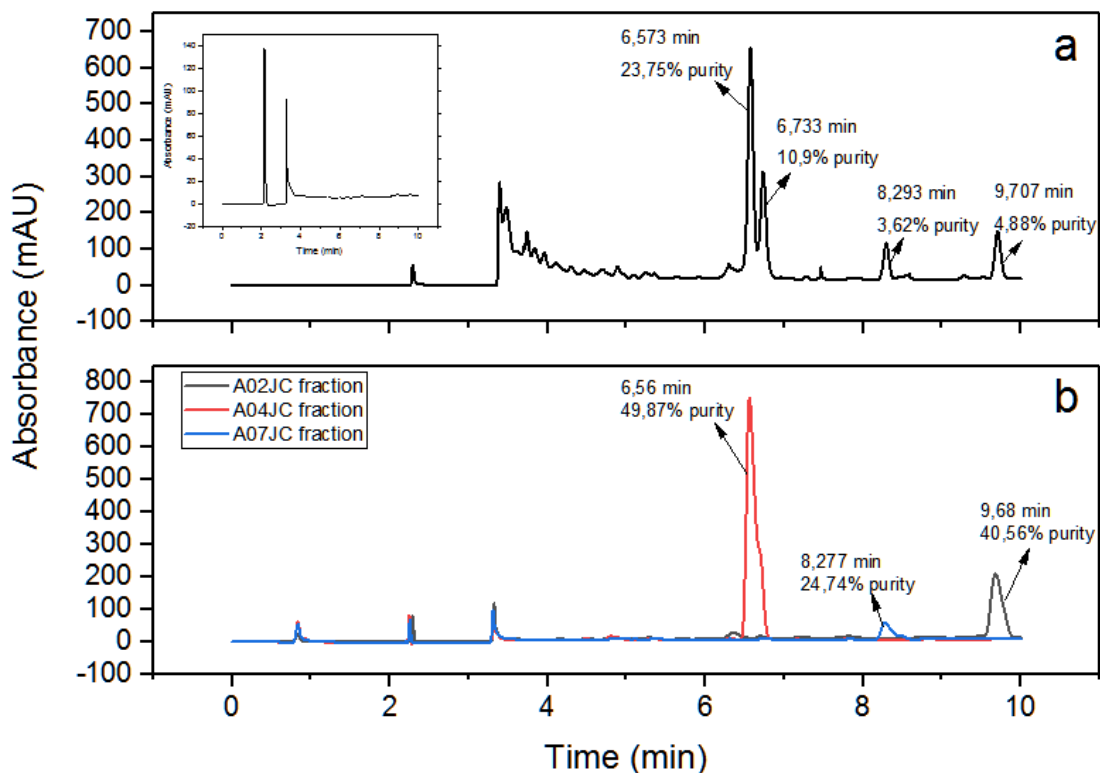 Absorbance (mAU)
700
600
500
400
300
200
100
0
-100
a
6,573 min
23,75% purity
6,733 min
10,9% purity
8,293 min
3,62% purity
9,707 min
4,88% purity
Absorbance (mAU)
140
120
100
80
60
40
20
0
-20
0 2 4 6 8 10
Time (min)
800
700
600
500
400
300
200
100
0
-100
b
A02JC fraction
A04JC fraction
A07JC fraction
6,56 min
49,87% purity
8,277 min
24,74% purity
9,68 min
40,56% purity
0 2 4 6 8 10
Time (min)